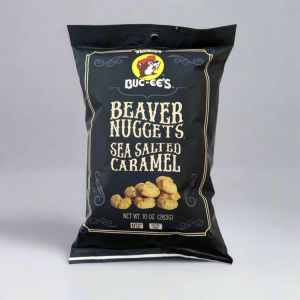 BUC-EE'S
BEAVER
NUGGETS
SEA SALTED
CARAMEL
NET WT. 10 OZ. (283G)